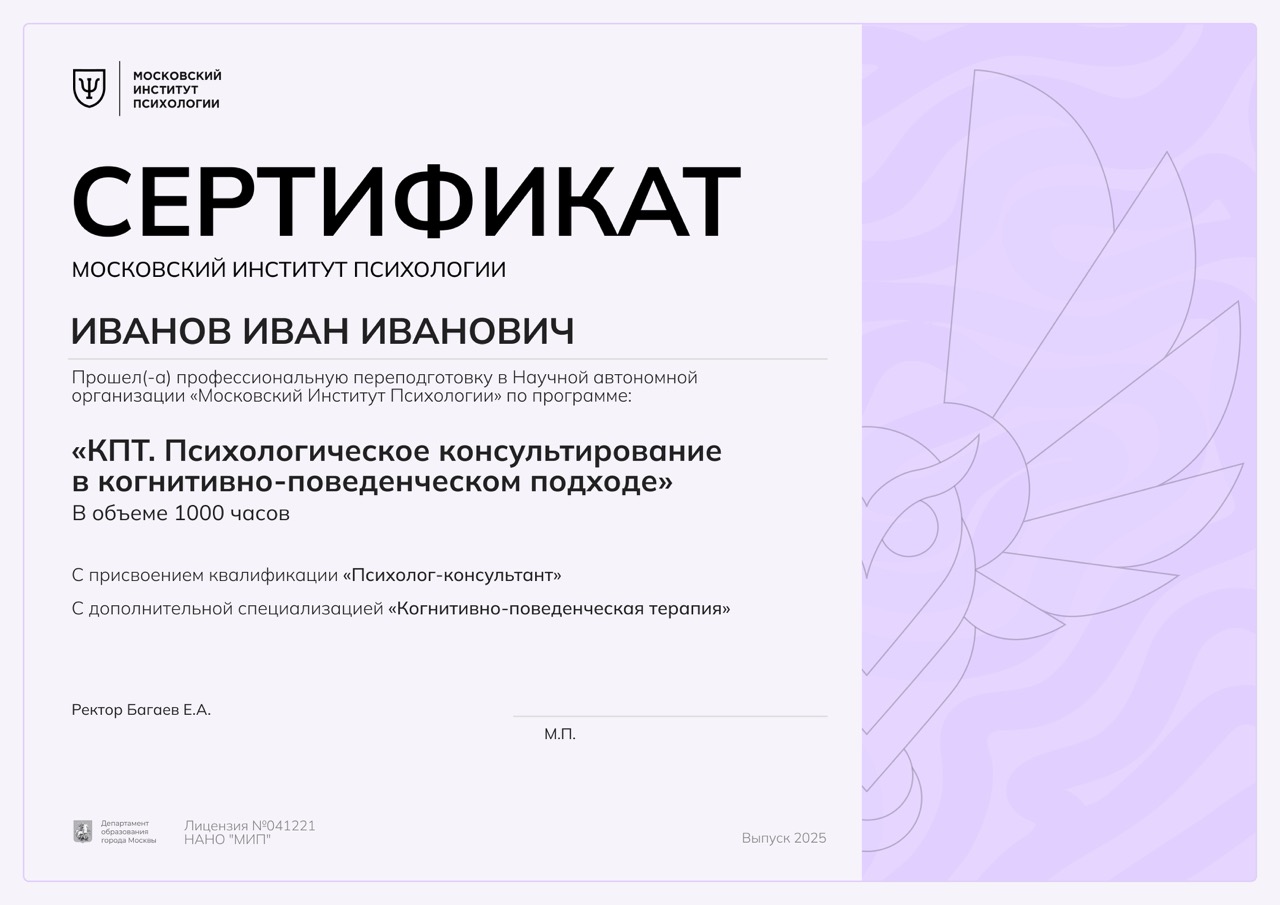 МОСКОВСКИЙ
ИНСТИТУТ
ПСИХОЛОГИИ
СЕРТИФИКАТ
МОСКОВСКИЙ ИНСТИТУТ ПСИХОЛОГИИ
ИВАНОВ ИВАН ИВАНОВИЧ
Прошел(-а) профессиональную переподготовку в Научной автономной
организации «Московский Институт Психологии» по программе:
«КПТ. Психологическое консультирование
в когнитивно-поведенческом подходе»
В объеме 1000 часов
С присвоением квалификации «Психолог-консультант»
С дополнительной специализацией «Когнитивно-поведенческая терапия»
Ректор Багаев Е.А.
М.П.
Департамент
образования
города Москвы
Лицензия №041221
НАНО "МИП"
Выпуск 2025